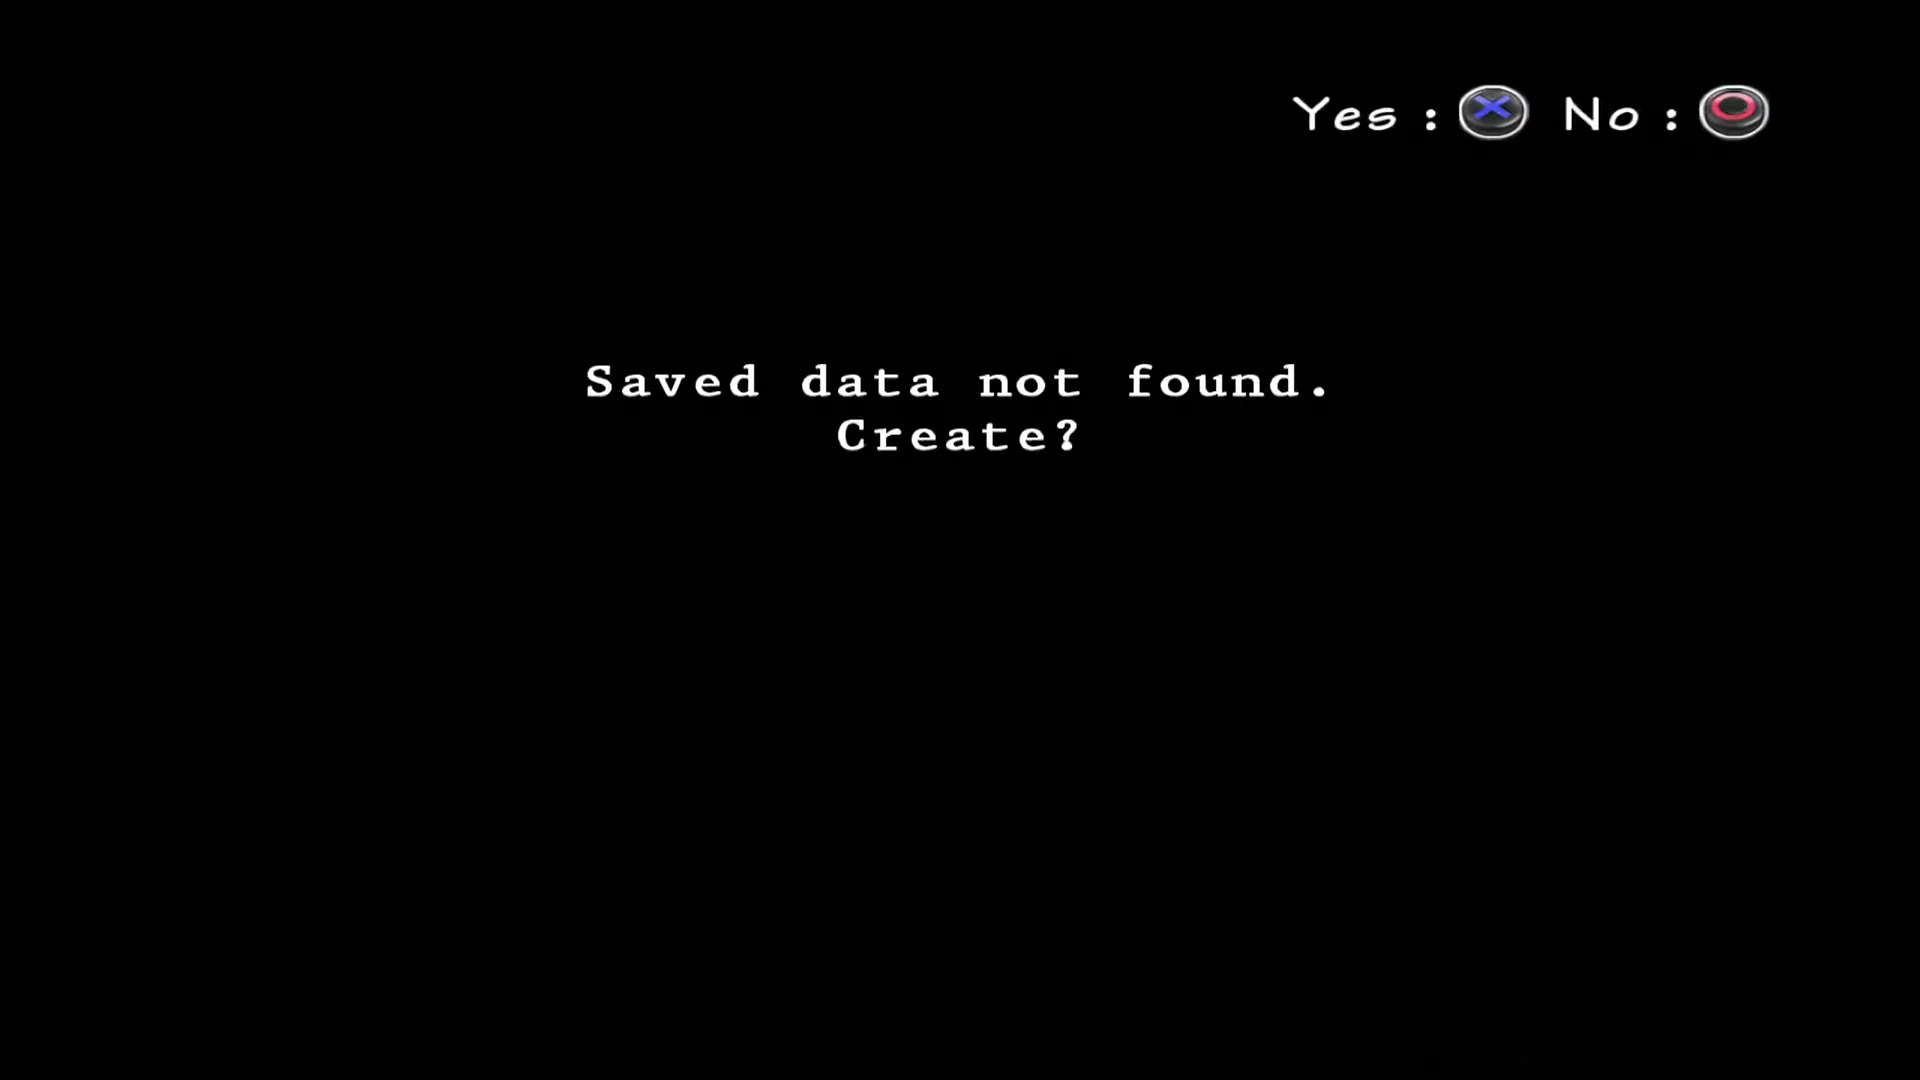 Yes : No :
Saved data not found.
Create?